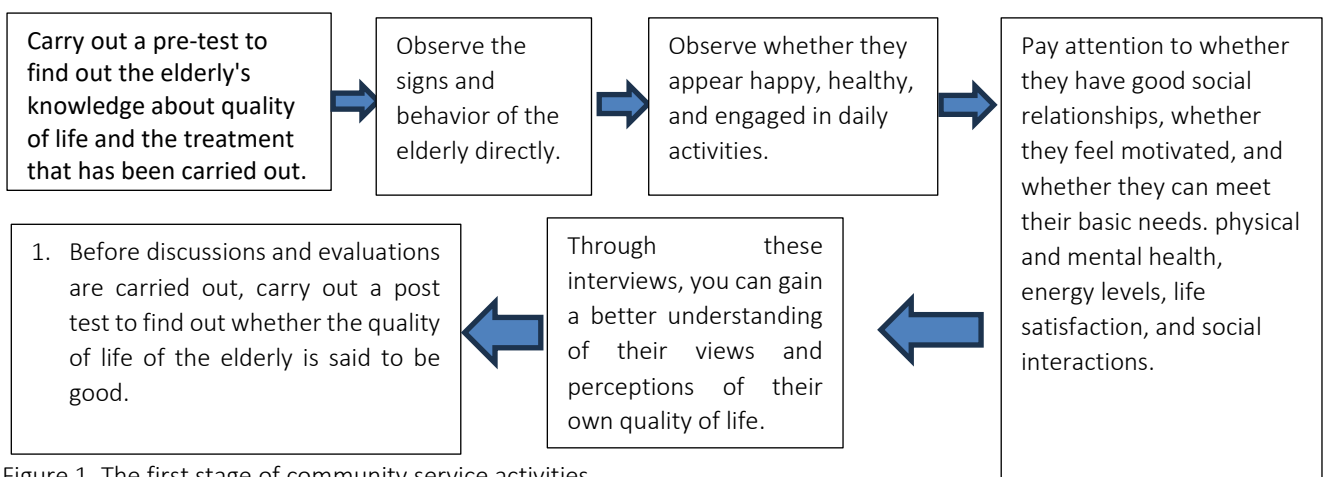 Carry out a pre-test to
find out the elderly's
knowledge about quality
of life and the treatment
that has been carried out.
Observe the
signs and
behavior of the
elderly directly.
Observe whether they
appear happy, healthy,
and engaged in daily
activities.
Pay attention to whether
they have good social
relationships, whether
they feel motivated, and
whether they can meet
their basic needs. physical
and mental health,
energy levels, life
satisfaction, and social
interactions.
Through these
interviews, you can gain
a better understanding
of their views and
perceptions of their
own quality of life.
1. Before discussions and evaluations
are carried out, carry out a post
test to find out whether the quality
of life of the elderly is said to be
good.
Figure 1. The first stage of community service activities